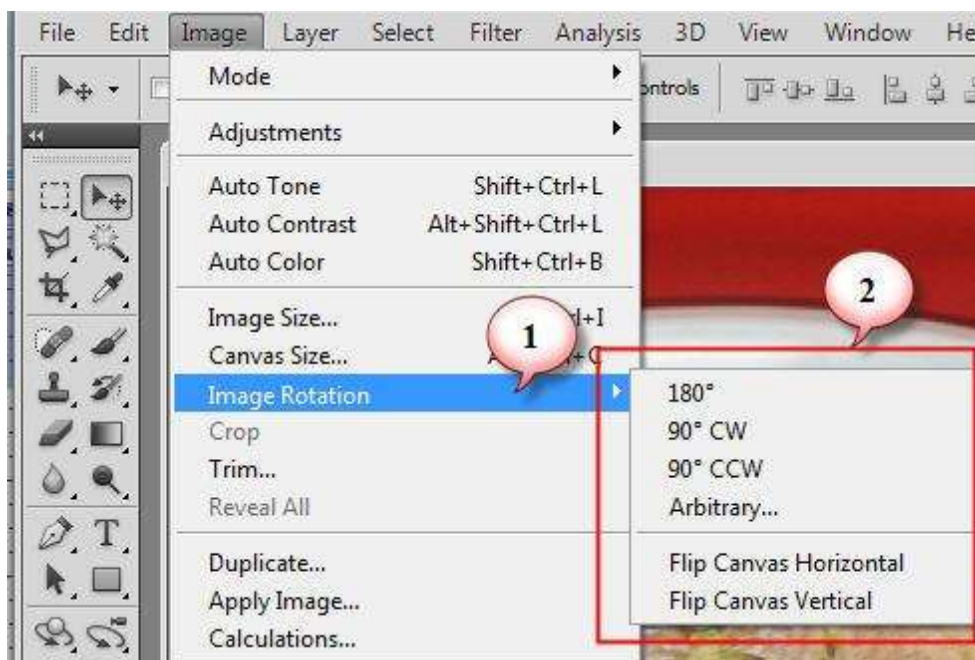 File Edit Image Layer Select Filter Analysis 3D View Window He
Mode
ontrols
Adjustments
Auto Tone Shift+Ctrl+L
Auto Contrast Alt+Shift+Ctrl+L
Auto Color Shift+Ctrl+B
2
Image Size... l+I
1
Canvas Size...
Image Rotation
180°
Crop
90° CW
Trim...
90° CCW
Reveal All
Arbitrary...
Duplicate...
Flip Canvas Horizontal
Apply Image...
Flip Canvas Vertical
Calculations...
T